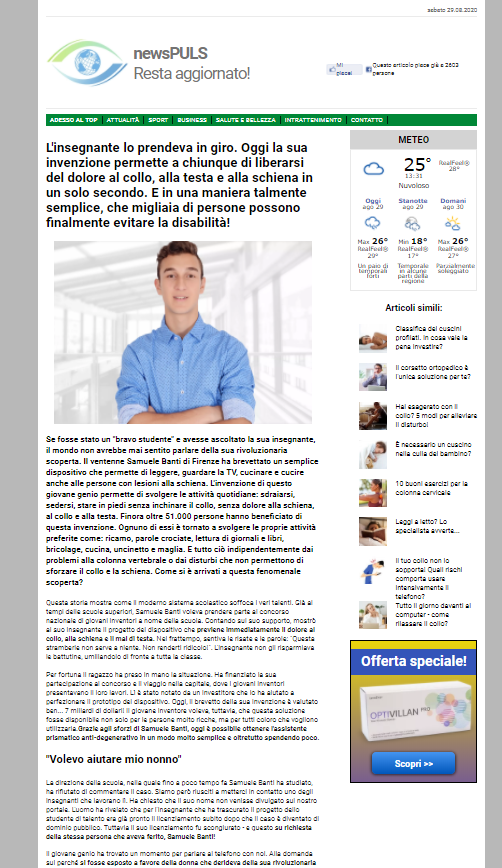 sabato 29.08.2020
newsPULS
Resta aggiornato!
Mi piace!
Questo articolo piace già a 2603 persone
ADESSO AL TOP
ATTUALITÀ
SPORT
BUSINESS
SALUTE E BELLEZZA
INTRATTENIMENTO
CONTATTO
L'insegnante lo prendeva in giro. Oggi la sua
invenzione permette a chiunque di liberarsi
del dolore al collo, alla testa e alla schiena in
un solo secondo. E in una maniera talmente
semplice, che migliaia di persone possono
finalmente evitare la disabilità!
Se fosse stato un "bravo studente" e avesse ascoltato la sua insegnante,
il mondo non avrebbe mai sentito parlare della sua rivoluzionaria
scoperta. Il ventenne Samuele Banti di Firenze ha brevettato un semplice
dispositivo che permette di leggere, guardare la TV, cucinare e cucire
anche alle persone con lesioni alla schiena. L'invenzione di questo
giovane genio permette di svolgere le attività quotidiane: sdraiarsi,
sedersi, stare in piedi senza inchinare il collo, senza dolore alla schiena,
al collo e alla testa. Finora oltre 51.000 persone hanno beneficiato di
questa invenzione. Ognuno di essi è tornato a svolgere le proprie attività
preferite come: ricamo, parole crociate, lettura di giornali e libri,
bricolage, cucina, uncinetto e maglia. E tutto ciò indipendentemente dai
problemi alla colonna vertebrale o dai disturbi che non permettono di
sforzare il collo e la schiena. Come si è arrivati a questa fenomenale
scoperta?
Questa storia mostra come il moderno sistema scolastico soffoca i veri talenti. Già ai
tempi delle scuole superiori, Samuele Banti voleva prendere parte al concorso
nazionale di giovani inventori a nome della scuola. Contando sul suo supporto, mostrò
al suo insegnante il progetto del dispositivo che previene immediatamente il dolore al
collo, alla schiena e il mal di testa. Nel frattempo, sentiva le risate e le parole: "Questa
stramberie non serve a niente. Non renderti ridicolo". L'insegnante non gli risparmiava
le battutine, umiliandolo di fronte a tutta la classe.
Per fortuna il ragazzo ha preso in mano la situazione. Ha finanziato la sua
partecipazione al concorso e il viaggio nella capitale, dove i giovani inventori
presentavano il loro lavori. Lì è stato notato da un investitore che lo ha aiutato a
perfezionare il prototipo del dispositivo. Oggi, il brevetto della sua invenzione è valutato
ben... 7 miliardi di dollari! Il giovane inventore voleva, tuttavia, che questa soluzione
fosse disponibile non solo per le persone molto ricche, ma per tutti coloro che vogliono
utilizzarla.Grazie agli sforzi di Samuele Banti, oggi è possibile ottenere l'assistente
prismatico anti-degenerativo in un modo molto semplice e oltretutto spendendo poco.
"Volevo aiutare mio nonno"
La direzione della scuola, nella quale fino a poco tempo fa Samuele Banti ha studiato,
ha rifiutato di commentare il caso. Siamo però riusciti a metterci in contatto uno degli
insegnanti che lavorano lì. Ha chiesto che il suo nome non venisse divulgato sul nostro
portale. L'uomo ha rivelato che per l'insegnante che ha trascurato il progetto dello
studente di talento era già pronto il licenziamento subito dopo che il caso è diventato di
dominio pubblico. Tuttavia il suo licenziamento fu scongiurato - e questo su richiesta
della stessa persona che aveva ferito, Samuele Banti!
Il giovane genio ha trovato un momento per parlare al telefono con noi. Alla domanda
sul perché si fosse esposto a favore della donna che derideva della sua rivoluzionaria
METEO
25°
13:31
RealFeel®
28°
Nuvoloso
Oggi
ago 29
Stanotte
ago 29
Domani
ago 30
Max 26°
RealFeel®
29°
Min 18°
RealFeel®
17°
Max 26°
RealFeel®
27°
Un paio di
temporali
forti
Temporale
in alcune
parti della
regione
Parzialmente
soleggiato
Articoli simili:
Classifica dei cuscini
profilati. In cosa vale la
pena investire?
Il corsetto ortopedico è
l'unica soluzione per te?
Hai esagerato con il
collo? 5 modi per alleviare
il disturbo!
È necessario un cuscino
nella culla del bambino?
10 buoni esercizi per la
colonna cervicale
Leggi a letto? Lo
specialista avverte...
Il tuo collo non lo
sopporta! Quali rischi
comporta usare
intensivamente il
telefono?
Tutto il giorno davanti al
computer - come
rilassare il collo?
Offerta speciale!
OPTIVILLAN PRO
Scopri >>